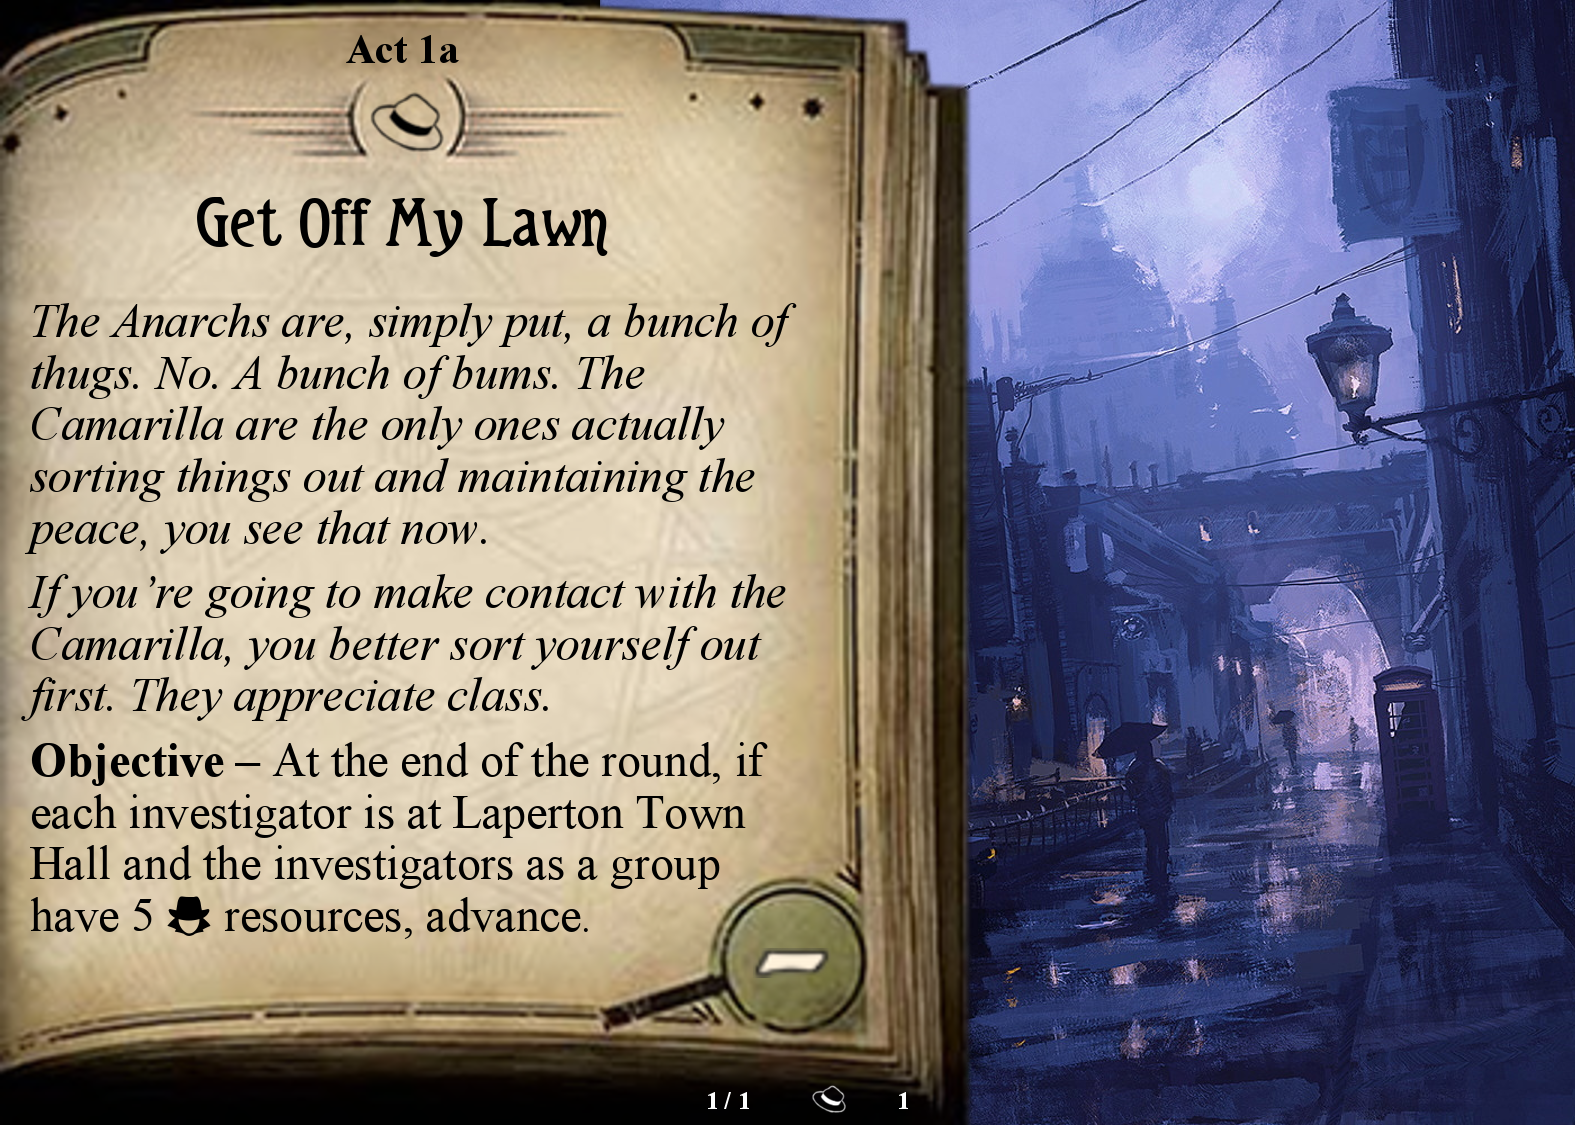 Act 1a
Get Off My Lawn
The Anarchs are, simply put, a bunch of
thugs. No. A bunch of bums. The
Camarilla are the only ones actually
sorting things out and maintaining the
peace, you see that now.
If you’re going to make contact with the
Camarilla, you better sort yourself out
first. They appreciate class.
Objective – At the end of the round, if
each investigator is at Laperton Town
Hall and the investigators as a group
have 5 resources, advance.
–
1 / 1 1